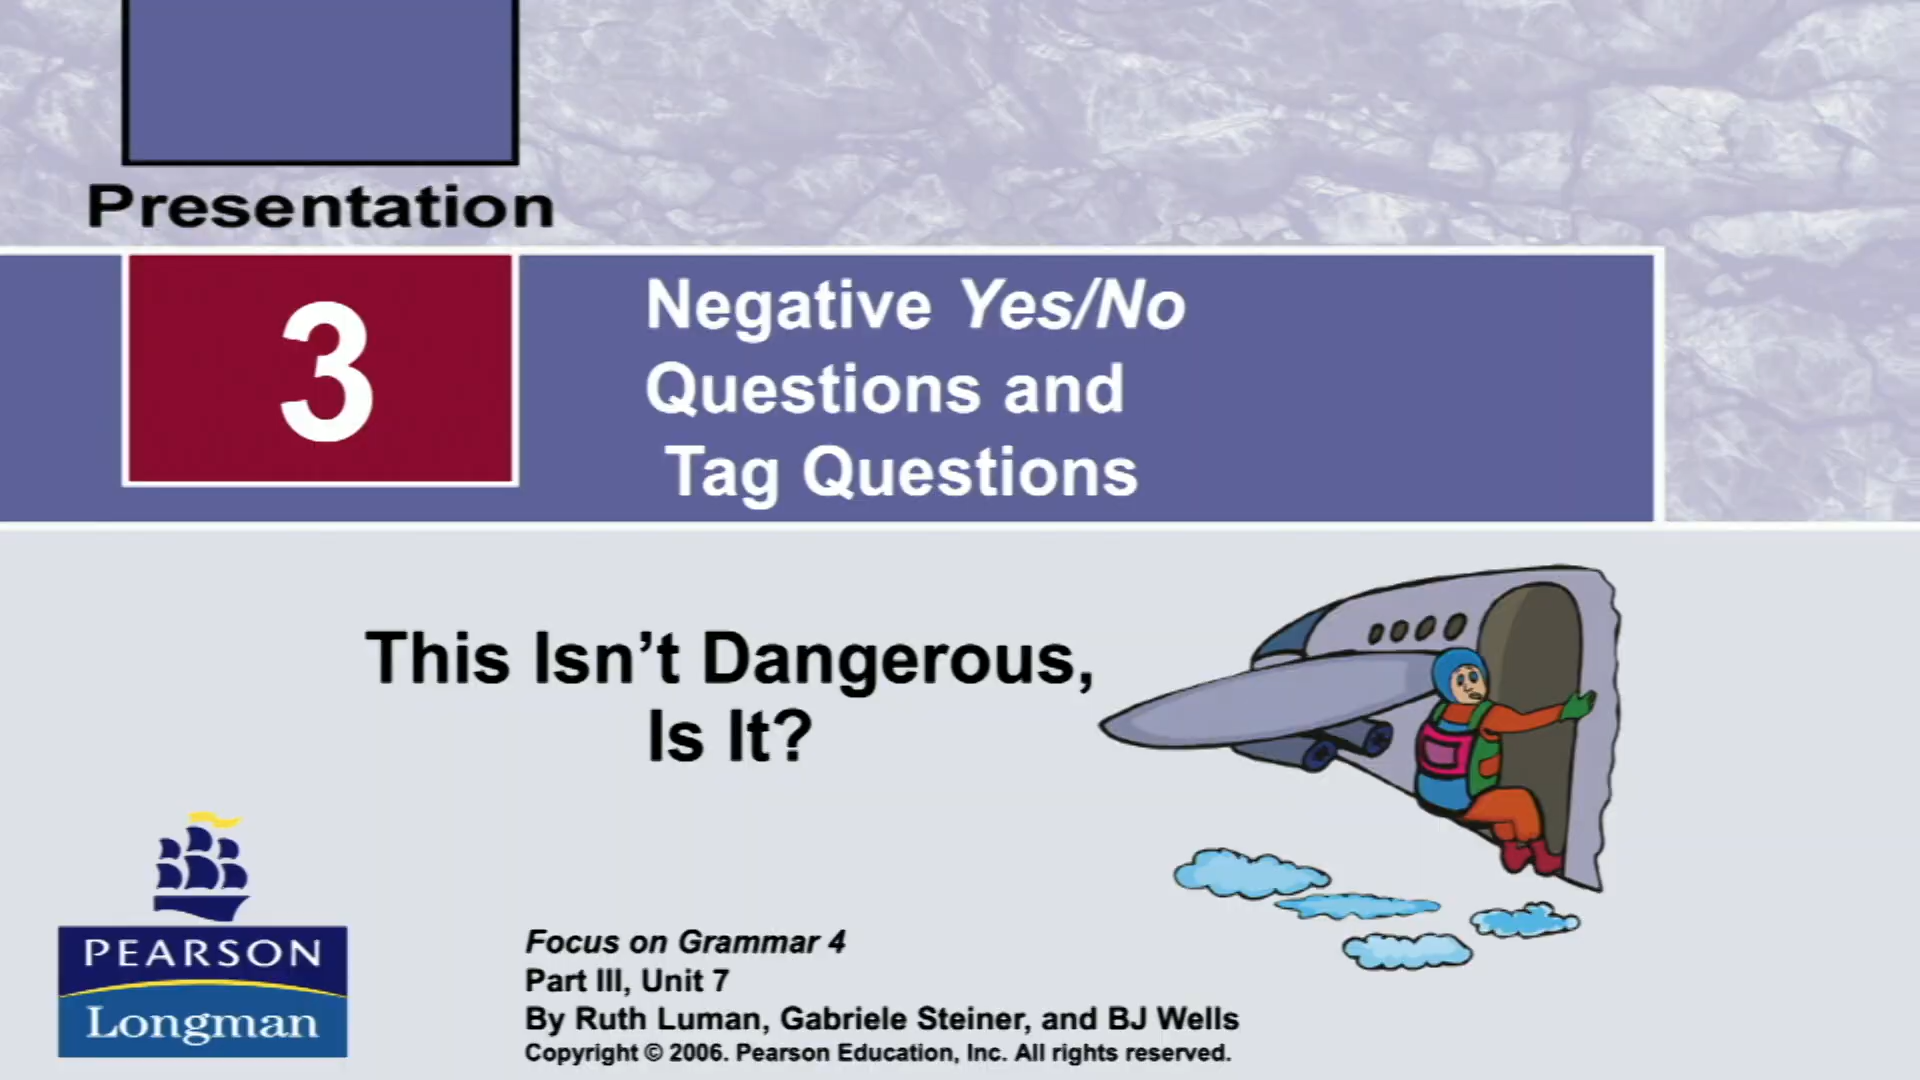 Presentation
3
Negative Yes/No
Questions and
Tag Questions
This Isn’t Dangerous,
Is It?
PEARSON
Longman
Focus on Grammar 4
Part III, Unit 7
By Ruth Luman, Gabriele Steiner, and BJ Wells
Copyright © 2006. Pearson Education, Inc. All rights reserved.